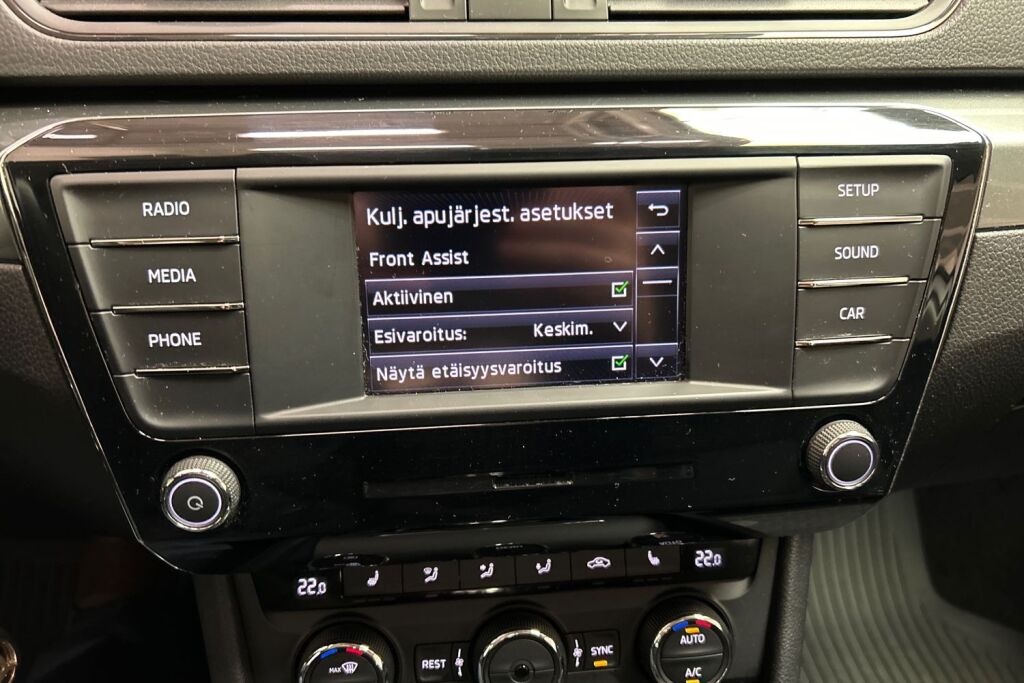 RADIO
MEDIA
PHONE
Kulj. apujärjest. asetukset
Front Assist
Aktiivinen
Esivaroitus: Keskim.
Näytä etäisyysvaroitus
SETUP
SOUND
CAR
22.0
22.0
MAX
REST
SYNC
AUTO
A/C